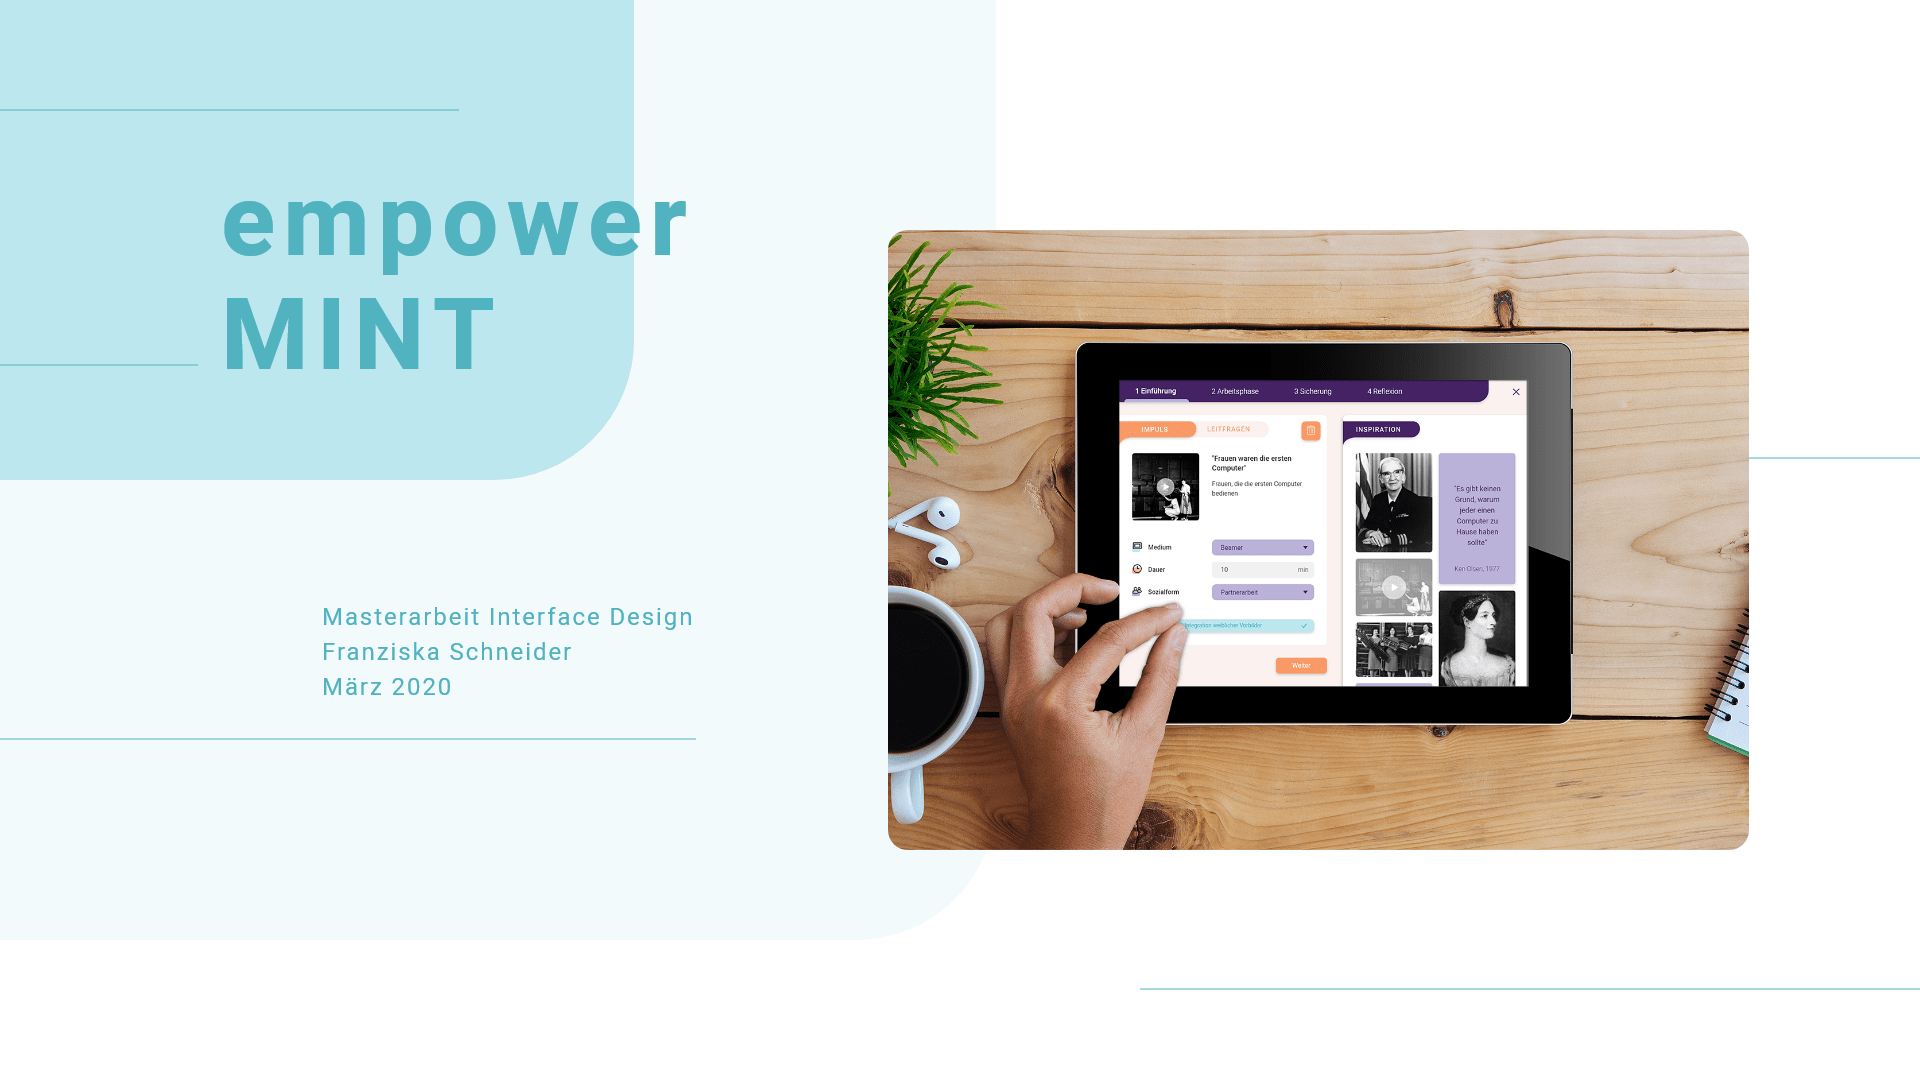 empower
MINT
Masterarbeit Interface Design
Franziska Schneider
März 2020
1 Einführung
2 Arbeitsphase
3 Sicherung
4 Reflexion
IMPULS
LEITFRAGEN
"Frauen waren die ersten
Computer"
Frauen, die die ersten Computer
bedienen
Medium
Beamer
Dauer
10
min
Sozialform
Partnerarbeit
Integration weiblicher Vorbilder
Weiter
INSPIRATION
"Es gibt keinen
Grund, warum
jeder einen
Computer zu
Hause haben
sollte"
Ken Olsen, 1977